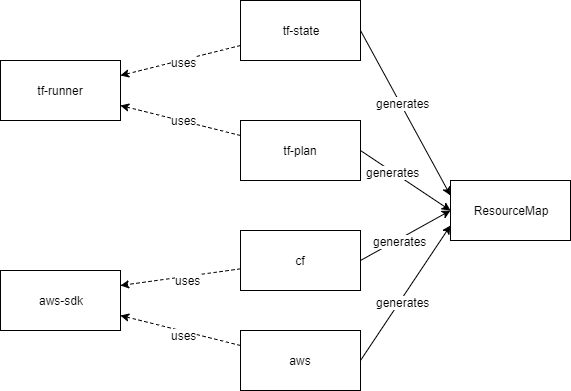 tf-state
uses
tf-runner
generates
uses
tf-plan
generates
ResourceMap
generates
cf
uses
aws-sdk
generates
uses
aws